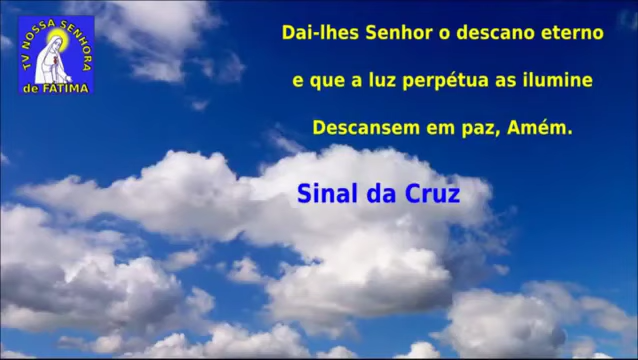 TV NOSSA SENHORA
de FÁTIMA
Dai-lhes Senhor o descano eterno
e que a luz perpétua as ilumine
Descansem em paz, Amém.
Sinal da Cruz